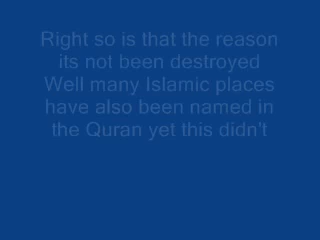 Right so is that the reason
its not been destroyed
Well many Islamic places
have also been named in
the Quran yet this didn't